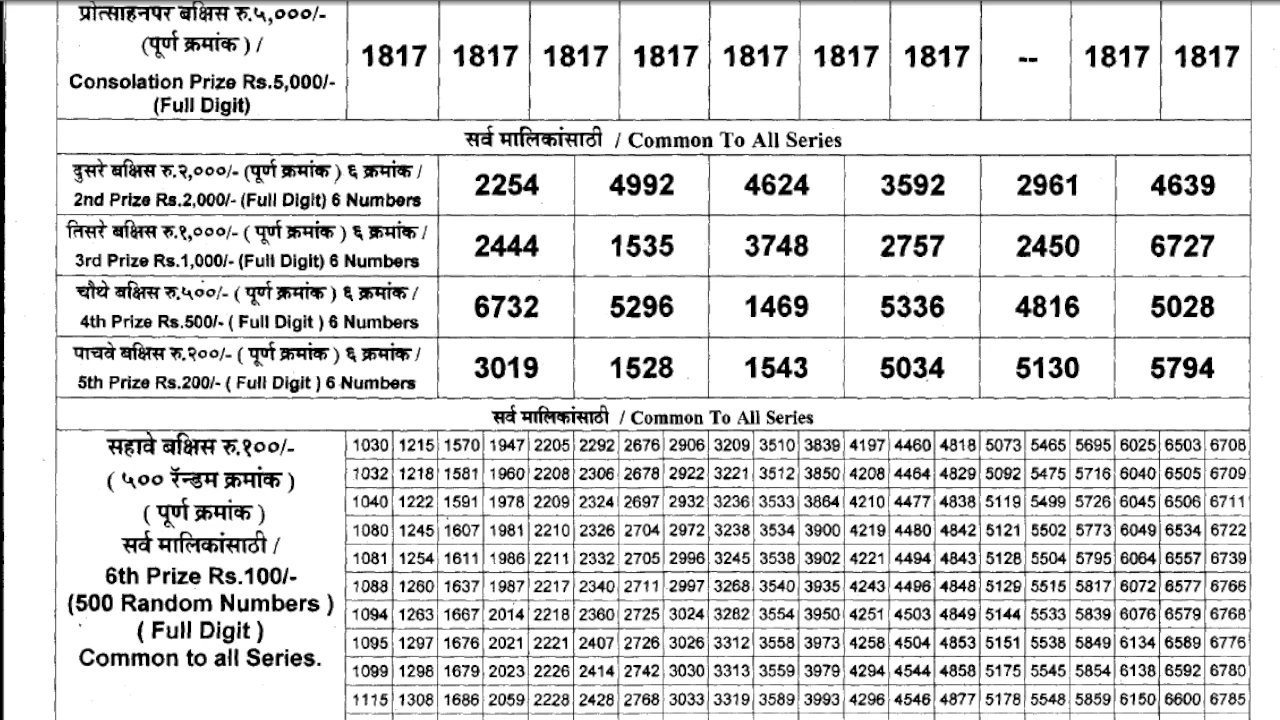 प्रोत्साहनपर बक्षिस रु.५,०००/-
(पूर्ण क्रमांक ) /
Consolation Prize Rs.5,000/-
(Full Digit)
1817 1817 1817 1817 1817 1817 1817 -- 1817 1817
सर्व मालिकांसाठी / Common To All Series
दुसरे बक्षिस रु.२,०००/- (पूर्ण क्रमांक ) ६ क्रमांक /
2nd Prize Rs.2,000/- (Full Digit) 6 Numbers
2254 4992 4624 3592 2961 4639
तिसरे बक्षिस रु.१,०००/- ( पूर्ण क्रमांक ) ६ क्रमांक /
3rd Prize Rs.1,000/- (Full Digit) 6 Numbers
2444 1535 3748 2757 2450 6727
चौथे बक्षिस रु.५००/- ( पूर्ण क्रमांक ) ६ क्रमांक /
4th Prize Rs.500/- ( Full Digit ) 6 Numbers
6732 5296 1469 5336 4816 5028
पाचवे बक्षिस रु.२००/- ( पूर्ण क्रमांक ) ६ क्रमांक /
5th Prize Rs.200/- ( Full Digit ) 6 Numbers
3019 1528 1543 5034 5130 5794
सर्व मालिकांसाठी / Common To All Series
सहावे बक्षिस रु.१००/-
( ५०० रॅन्डम क्रमांक )
( पूर्ण क्रमांक )
सर्व मालिकांसाठी /
6th Prize Rs.100/-
(500 Random Numbers )
( Full Digit )
Common to all Series.
1030 1215 1570 1947 2205 2292 2676 2906 3209 3510 3839 4197 4460 4818 5073 5465 5695 6025 6503 6708
1032 1218 1581 1960 2208 2306 2678 2922 3221 3512 3850 4208 4464 4829 5092 5475 5716 6040 6505 6709
1040 1222 1591 1978 2209 2324 2697 2932 3236 3533 3864 4210 4477 4838 5119 5499 5726 6045 6506 6711
1080 1245 1607 1981 2210 2326 2704 2972 3238 3534 3900 4219 4480 4842 5121 5502 5773 6049 6534 6722
1081 1254 1611 1986 2211 2332 2705 2996 3245 3538 3902 4221 4494 4843 5128 5504 5795 6064 6557 6739
1088 1260 1637 1987 2217 2340 2711 2997 3268 3540 3935 4243 4496 4848 5129 5515 5817 6072 6577 6766
1094 1263 1667 2014 2218 2360 2725 3024 3282 3554 3950 4251 4503 4849 5144 5533 5839 6076 6579 6768
1095 1297 1676 2021 2221 2407 2726 3026 3312 3558 3973 4258 4504 4853 5151 5538 5849 6134 6589 6776
1099 1298 1679 2023 2226 2414 2742 3030 3313 3559 3979 4294 4544 4858 5175 5545 5854 6138 6592 6780
1115 1308 1686 2059 2228 2428 2768 3033 3319 3589 3993 4296 4546 4877 5178 5548 5859 6150 6600 6785